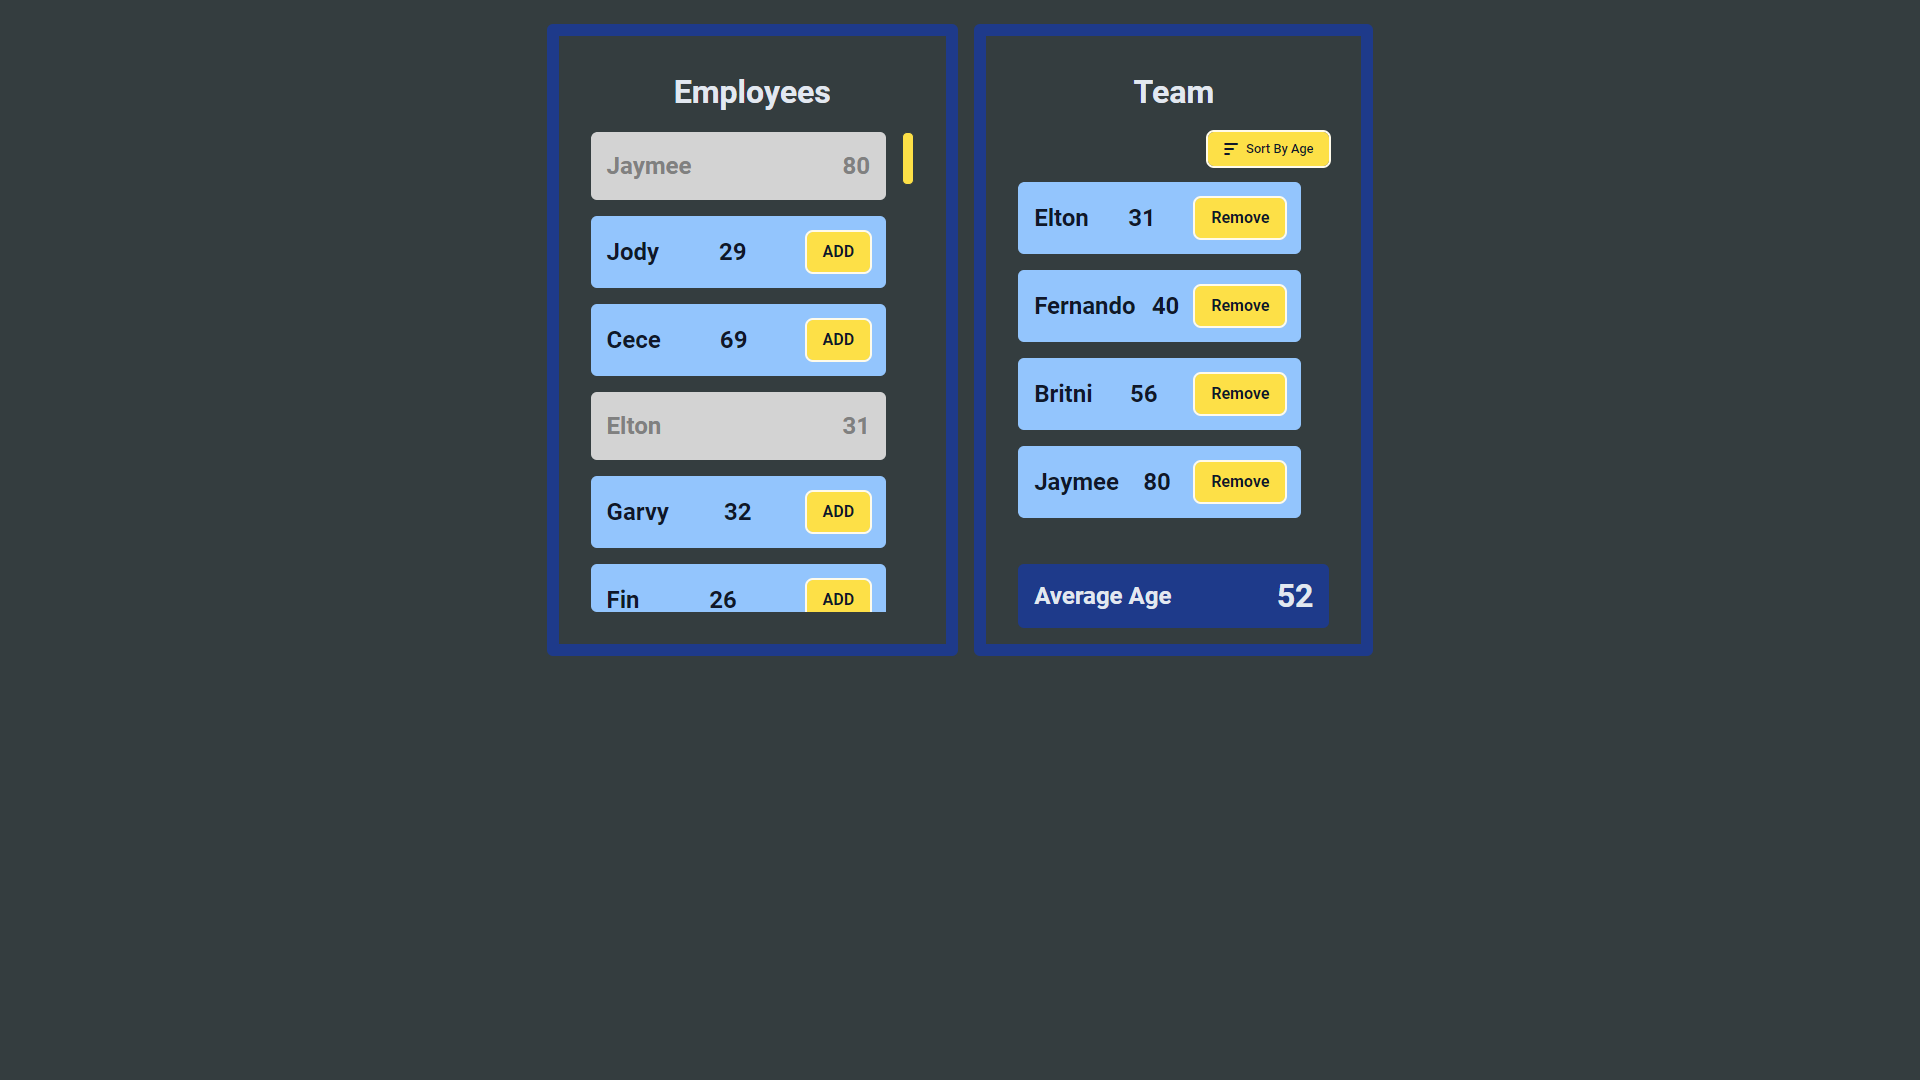 Employees
Jaymee 80
Jody 29 ADD
Cece 69 ADD
Elton 31
Garvy 32 ADD
Fin 26 ADD
Team
Sort By Age
Elton 31 Remove
Fernando 40 Remove
Britni 56 Remove
Jaymee 80 Remove
Average Age 52